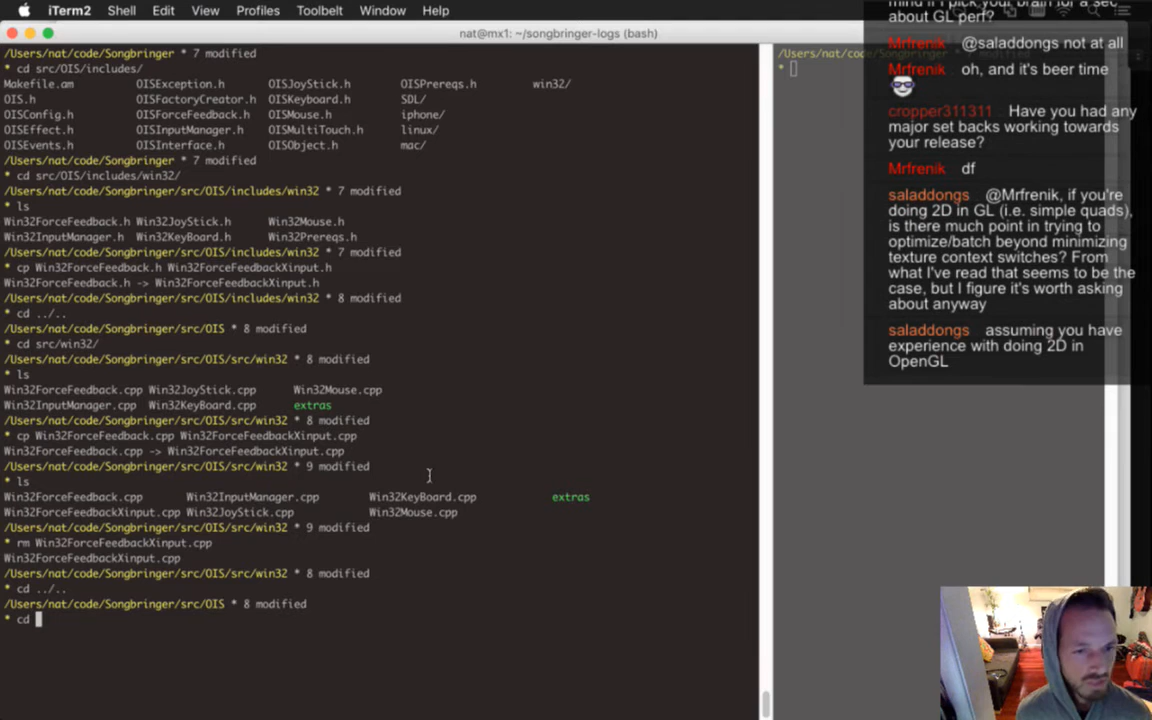 iTerm2 Shell Edit View Profiles Toolbelt Window Help
nat@mx1: ~/songbringer-logs (bash)
/Users/nat/code/Songbringer * 7 modified
* cd src/OIS/includes/
Makefile.am OISException.h OISJoyStick.h OISPrereqs.h win32/
OIS.h OISFactoryCreator.h OISKeyboard.h SDL/
OISConfig.h OISForceFeedback.h OISMouse.h iphone/
OISEffect.h OISInputManager.h OISMultiTouch.h linux/
OISEvents.h OISInterface.h OISObject.h mac/
/Users/nat/code/Songbringer * 7 modified
* cd src/OIS/includes/win32/
/Users/nat/code/Songbringer/src/OIS/includes/win32 * 7 modified
* ls
Win32ForceFeedback.h Win32JoyStick.h Win32Mouse.h
Win32InputManager.h Win32KeyBoard.h Win32Prereqs.h
/Users/nat/code/Songbringer/src/OIS/includes/win32 * 7 modified
* cp Win32ForceFeedback.h Win32ForceFeedbackXinput.h
Win32ForceFeedback.h -> Win32ForceFeedbackXinput.h
/Users/nat/code/Songbringer/src/OIS/includes/win32 * 8 modified
* cd ../..
/Users/nat/code/Songbringer/src/OIS * 8 modified
* cd src/win32/
/Users/nat/code/Songbringer/src/OIS/src/win32 * 8 modified
* ls
Win32ForceFeedback.cpp Win32JoyStick.cpp Win32Mouse.cpp
Win32InputManager.cpp Win32KeyBoard.cpp extras
/Users/nat/code/Songbringer/src/OIS/src/win32 * 8 modified
* cp Win32ForceFeedback.cpp Win32ForceFeedbackXinput.cpp
Win32ForceFeedback.cpp -> Win32ForceFeedbackXinput.cpp
/Users/nat/code/Songbringer/src/OIS/src/win32 * 9 modified
* ls
Win32ForceFeedback.cpp Win32InputManager.cpp Win32KeyBoard.cpp extras
Win32ForceFeedbackXinput.cpp Win32JoyStick.cpp Win32Mouse.cpp
/Users/nat/code/Songbringer/src/OIS/src/win32 * 9 modified
* rm Win32ForceFeedbackXinput.cpp
Win32ForceFeedbackXinput.cpp
/Users/nat/code/Songbringer/src/OIS/src/win32 * 8 modified
* cd ../..
/Users/nat/code/Songbringer/src/OIS * 8 modified
* cd
/Users/nat/code/Songbringer
*
mind if I pick your brain for a sec
about GL perf?
Mrfrenik @saladdongs not at all
Mrfrenik oh, and it's beer time
cropper311311 Have you had any
major set backs working towards
your release?
Mrfrenik df
saladdongs @Mrfrenik, if you're
doing 2D in GL (i.e. simple quads),
is there much point in trying to
optimize/batch beyond minimizing
texture context switches? From
what I've read that seems to be the
case, but I figure it's worth asking
about anyway
saladdongs assuming you have
experience with doing 2D in
OpenGL